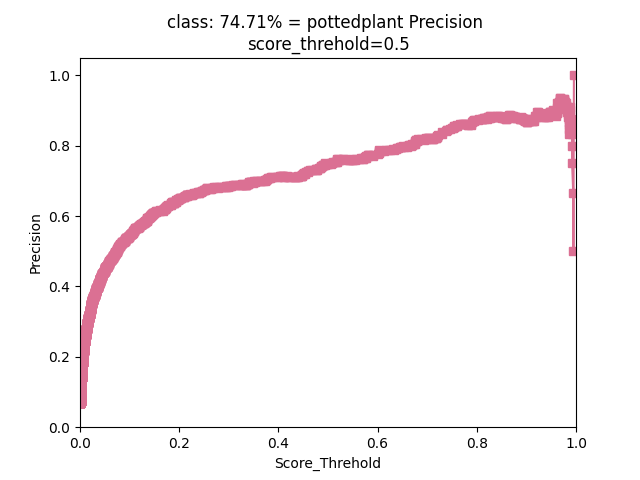 class: 74.71% = pottedplant Precision
score_threhold=0.5
1.0
0.8
0.6
0.4
0.2
0.0
Precision
0.0 0.2 0.4 0.6 0.8 1.0
Score_Threhold